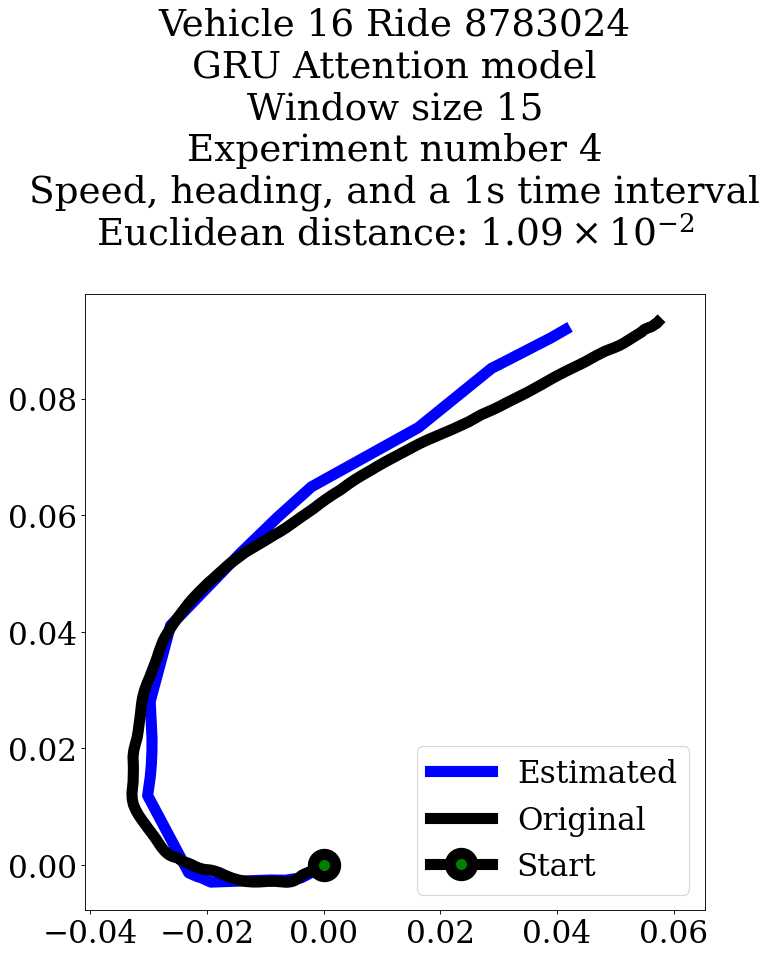 Vehicle 16 Ride 8783024
GRU Attention model
Window size 15
Experiment number 4
Speed, heading, and a 1s time interval
Euclidean distance: 1.09 × 10⁻²
0.08
0.06
0.04
0.02
0.00
Estimated
Original
Start
−0.04 −0.02 0.00 0.02 0.04 0.06